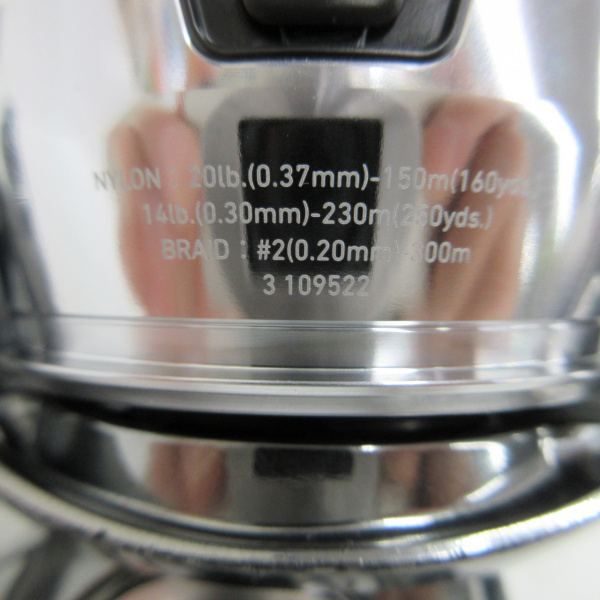 NYLON : 20lb.(0.37mm)-150m(160yds.)
14lb.(0.30mm)-230m(250yds.)
BRAID : #2(0.20mm)-300m
3 109522